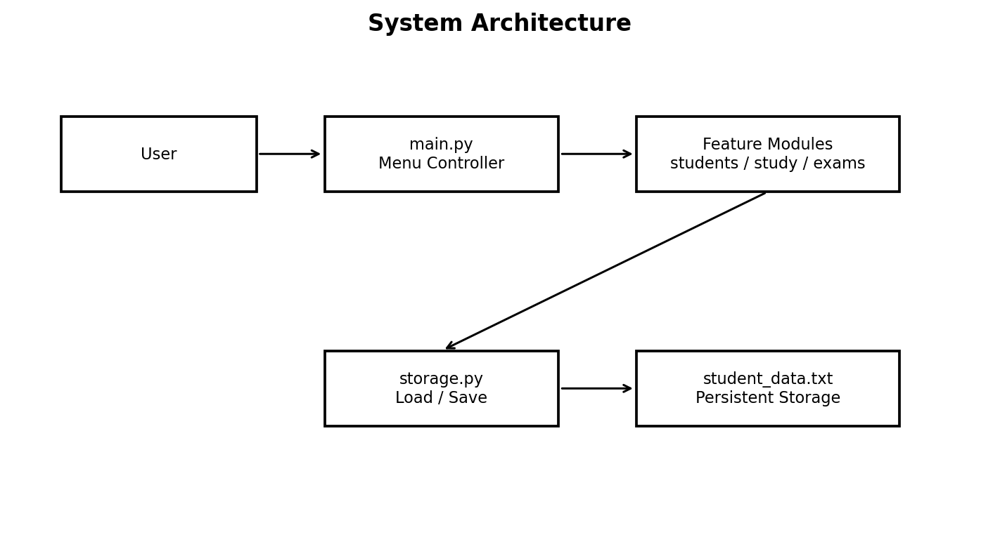 System Architecture
User
main.py
Menu Controller
Feature Modules
students / study / exams
storage.py
Load / Save
student_data.txt
Persistent Storage